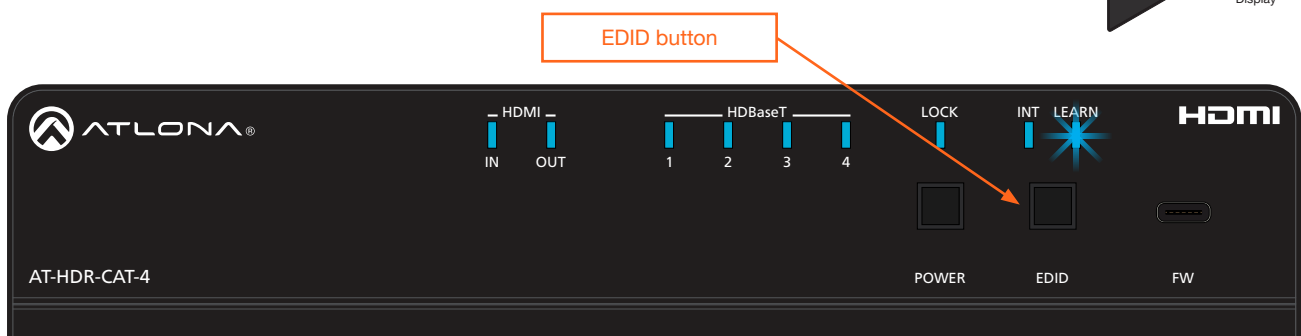 Display
EDID button
ATLONA®
HDMI
HDBaseT
LOCK
INT LEARN
HDMI
IN OUT
1 2 3 4
AT-HDR-CAT-4
POWER
EDID
FW